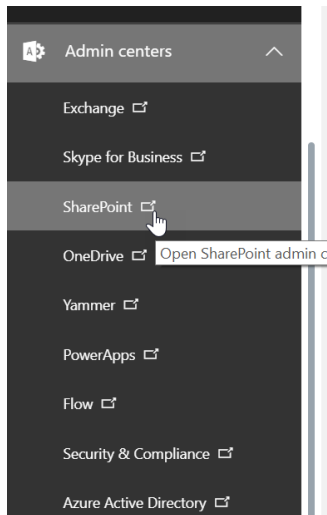 Admin centers
Exchange
Skype for Business
SharePoint
OneDrive
Open SharePoint admin c
Yammer
PowerApps
Flow
Security & Compliance
Azure Active Directory